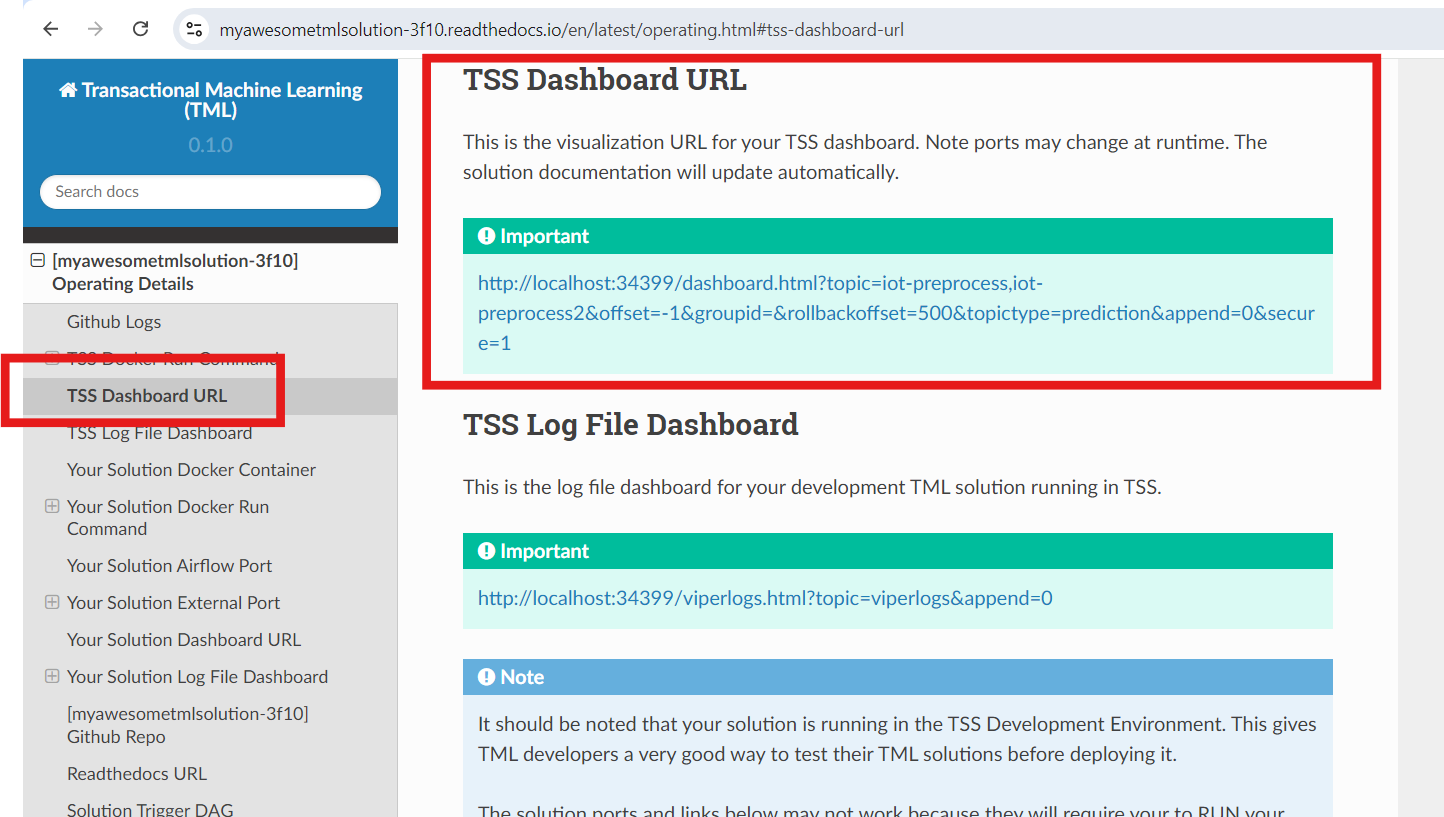 myawesometmlsolution-3f10.readthedocs.io/en/latest/operating.html#tss-dashboard-url
Transactional Machine Learning
(TML)
0.1.0
Search docs
[myawesometmlsolution-3f10]
Operating Details
Github Logs
TSS Docker Run Command
TSS Dashboard URL
TSS Log File Dashboard
Your Solution Docker Container
Your Solution Docker Run
Command
Your Solution Airflow Port
Your Solution External Port
Your Solution Dashboard URL
Your Solution Log File Dashboard
[myawesometmlsolution-3f10]
Github Repo
Readthedocs URL
Solution Trigger DAG
TSS Dashboard URL
This is the visualization URL for your TSS dashboard. Note ports may change at runtime. The
solution documentation will update automatically.
Important
http://localhost:34399/dashboard.html?topic=iot-preprocess,iot-
preprocess2&offset=-1&groupid=&rollbackoffset=500&topictype=prediction&append=0&secur
e=1
TSS Log File Dashboard
This is the log file dashboard for your development TML solution running in TSS.
Important
http://localhost:34399/viperlogs.html?topic=viperlogs&append=0
Note
It should be noted that your solution is running in the TSS Development Environment. This gives
TML developers a very good way to test their TML solutions before deploying it.
The solution ports and links below may not work because they will require your to RUN your